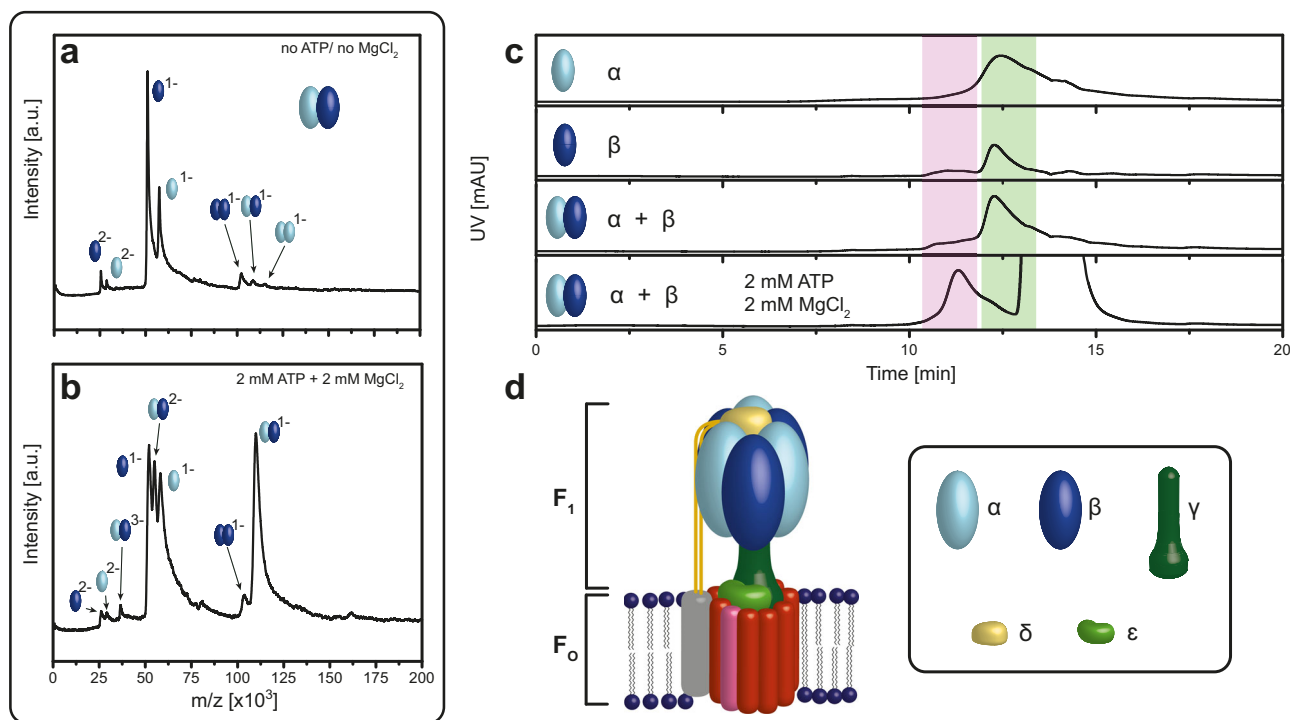 a
no ATP/ no MgCl₂
1-
1-
2-
2-
1-
1-
1-
Intensity [a.u.]
b
2 mM ATP + 2 mM MgCl₂
2-
1-
1-
1-
3-
1-
2-
2-
Intensity [a.u.]
0 25 50 75 100 125 150 175 200
m/z [x10³]
c
α
β
α + β
α + β
2 mM ATP
2 mM MgCl₂
UV [mAU]
0 5 10 15 20
Time [min]
d
F₁
Fₒ
α
β
γ
δ
ε